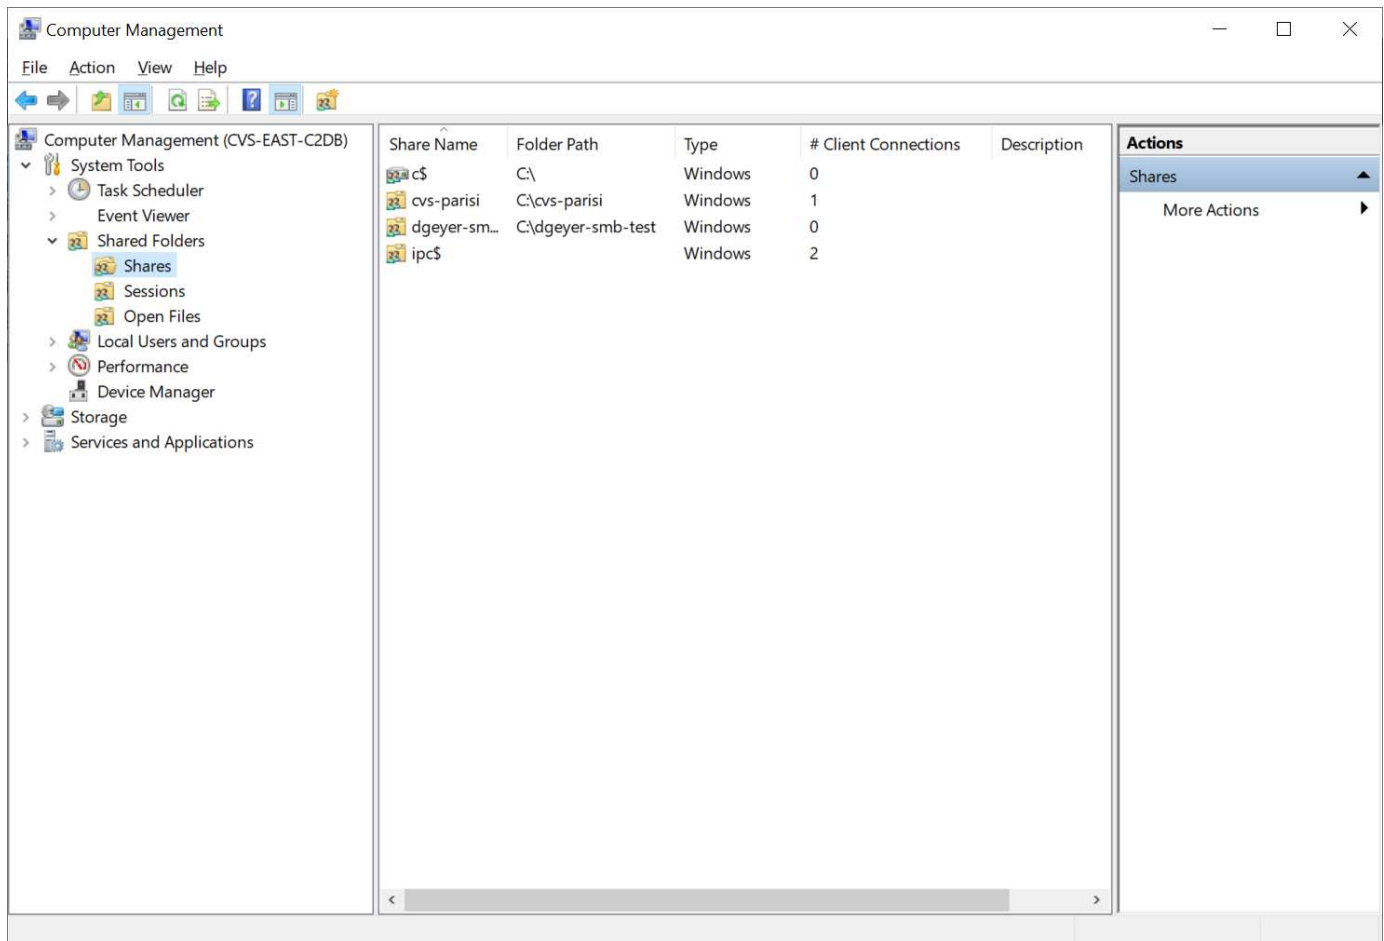 Computer Management
File Action View Help
Computer Management (CVS-EAST-C2DB)
System Tools
Task Scheduler
Event Viewer
Shared Folders
Shares
Sessions
Open Files
Local Users and Groups
Performance
Device Manager
Storage
Services and Applications
Share Name Folder Path Type # Client Connections Description
c$ C:\ Windows 0
cvs-parisi C:\cvs-parisi Windows 1
dgeyer-sm... C:\dgeyer-smb-test Windows 0
ipc$ Windows 2
Actions
Shares
More Actions